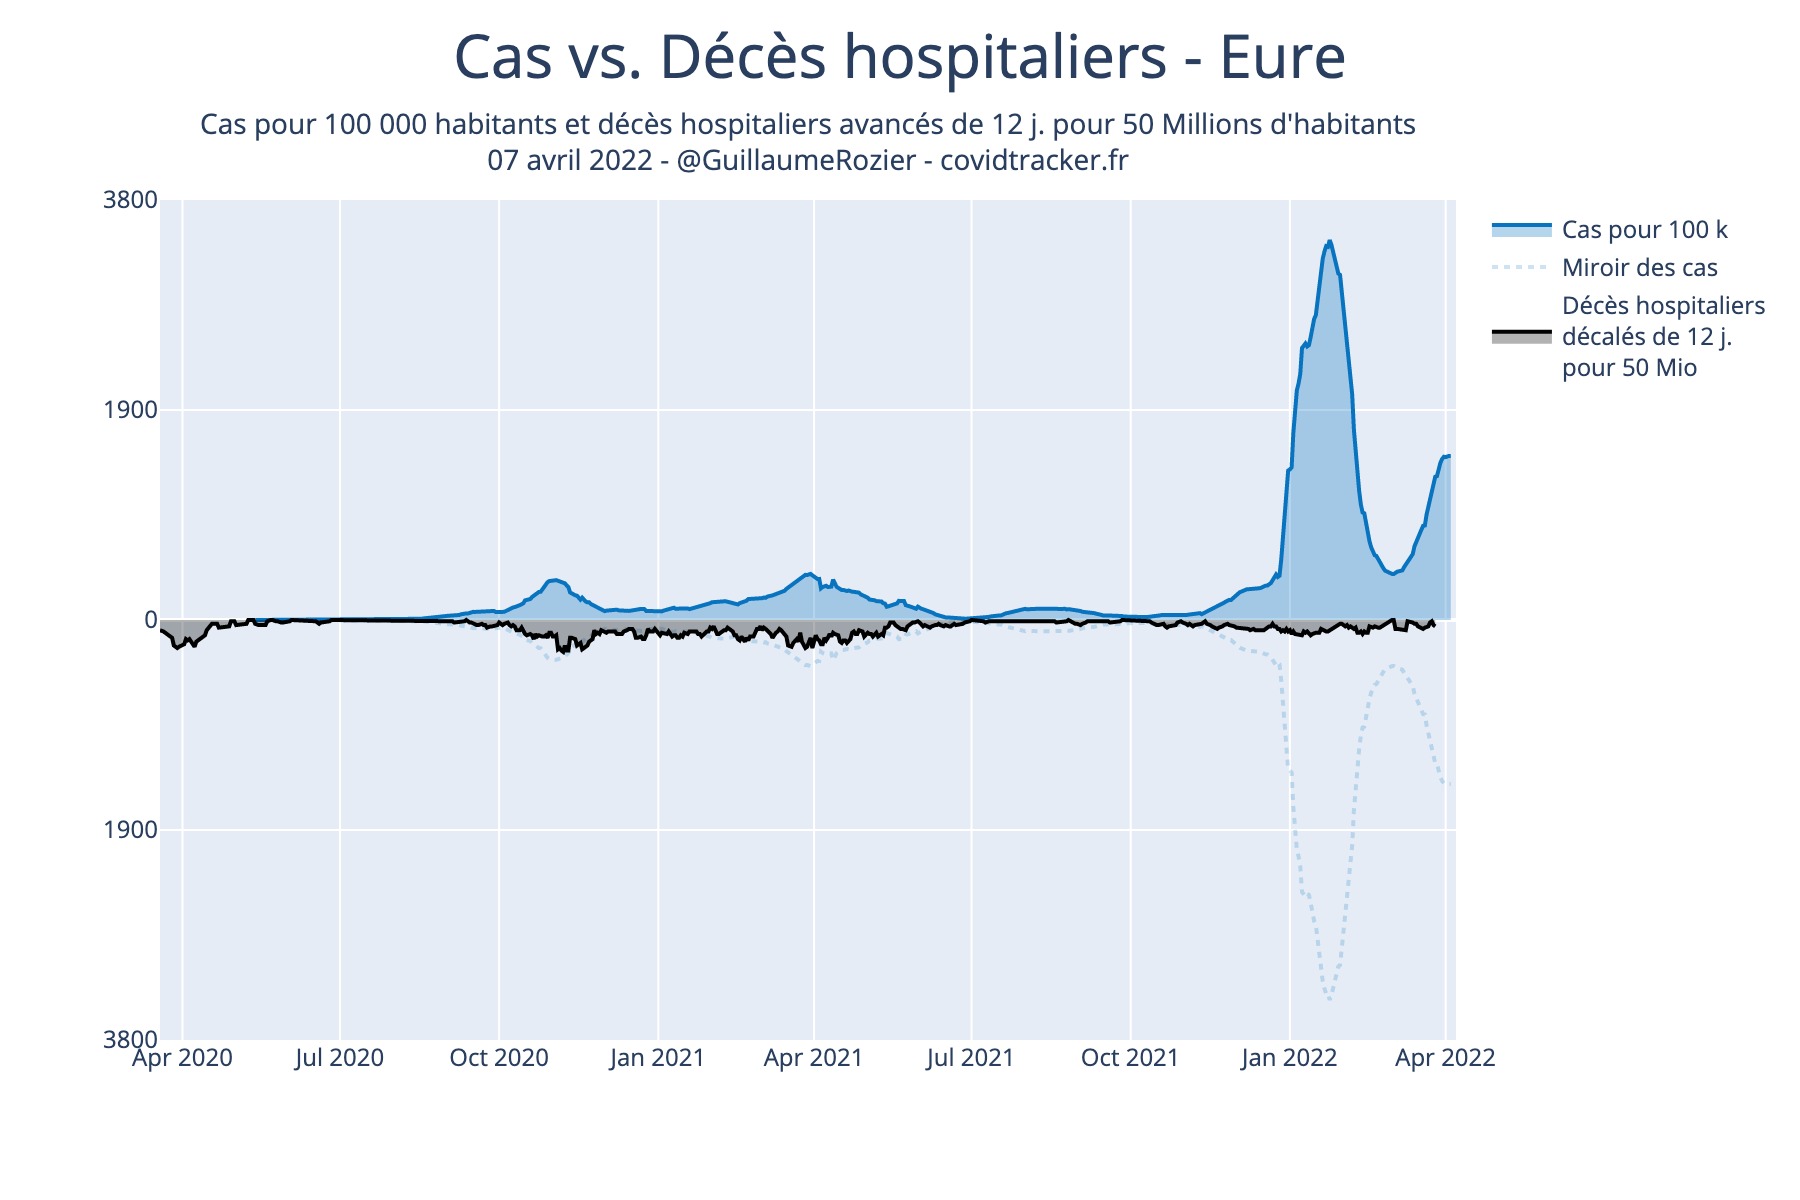 Cas vs. Décès hospitaliers - Eure
Cas pour 100 000 habitants et décès hospitaliers avancés de 12 j. pour 50 Millions d'habitants
07 avril 2022 - @GuillaumeRozier - covidtracker.fr
3800
1900
0
1900
3800
Apr 2020 Jul 2020 Oct 2020 Jan 2021 Apr 2021 Jul 2021 Oct 2021 Jan 2022 Apr 2022
Cas pour 100 k
Miroir des cas
Décès hospitaliers
décalés de 12 j.
pour 50 Mio